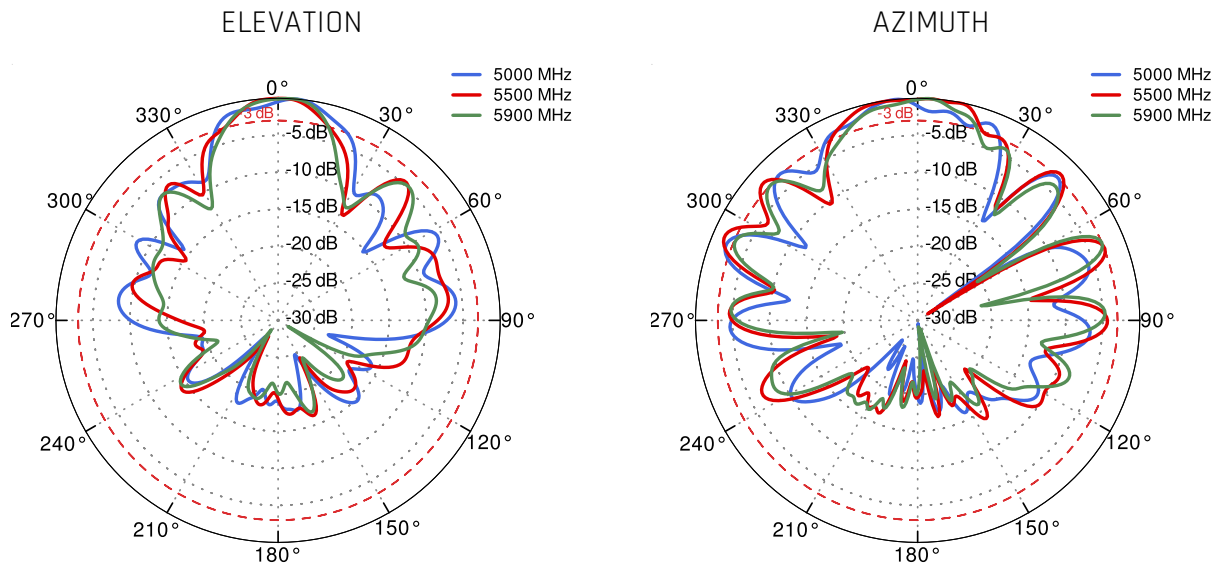 ELEVATION
5000 MHz
5500 MHz
5900 MHz
0°
30°
60°
90°
120°
150°
180°
210°
240°
270°
300°
330°
-3 dB
-5 dB
-10 dB
-15 dB
-20 dB
-25 dB
-30 dB
AZIMUTH
5000 MHz
5500 MHz
5900 MHz
0°
30°
60°
90°
120°
150°
180°
210°
240°
270°
300°
330°
-3 dB
-5 dB
-10 dB
-15 dB
-20 dB
-25 dB
-30 dB